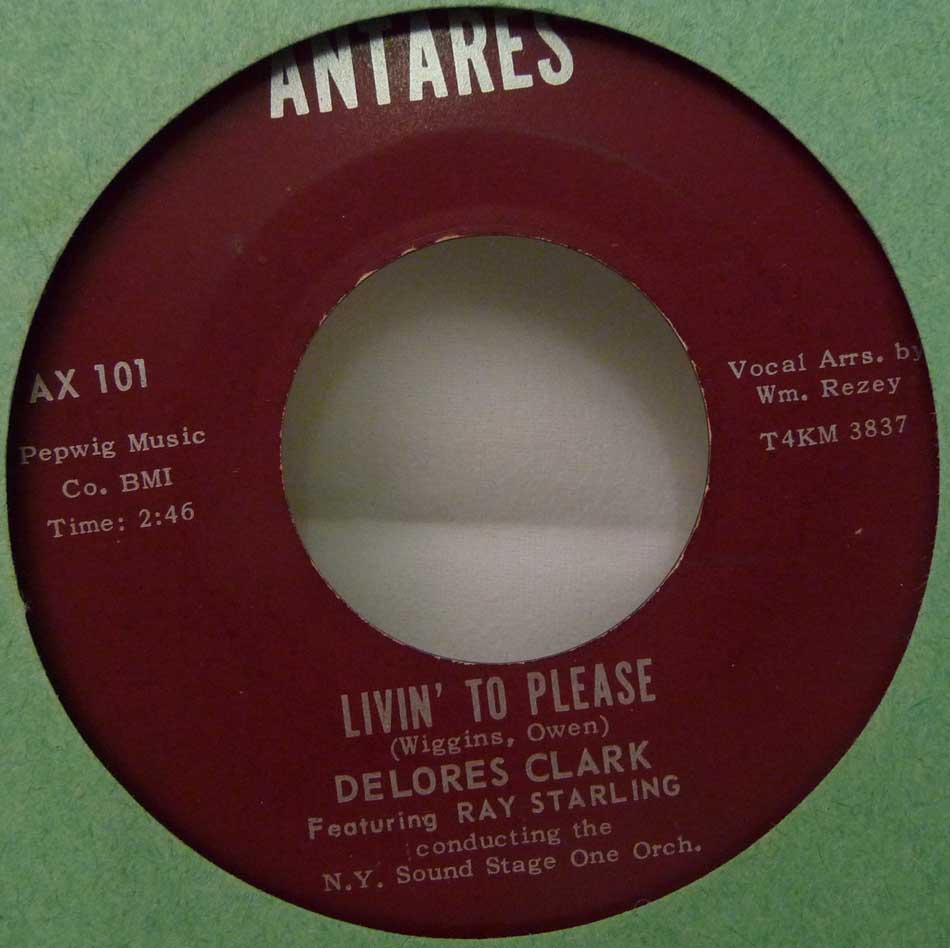 ANTARES
AX 101
Pepwig Music
Co. BMI
Time: 2:46
Vocal Arrs. by
Wm. Rezey
T4KM 3837
LIVIN' TO PLEASE
(Wiggins, Owen)
DELORES CLARK
Featuring RAY STARLING
conducting the
N.Y. Sound Stage One Orch.